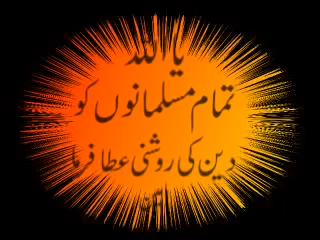 یا اللہ
تمام مسلمانوں کو
دین کی روشنی عطا فرما
آمین